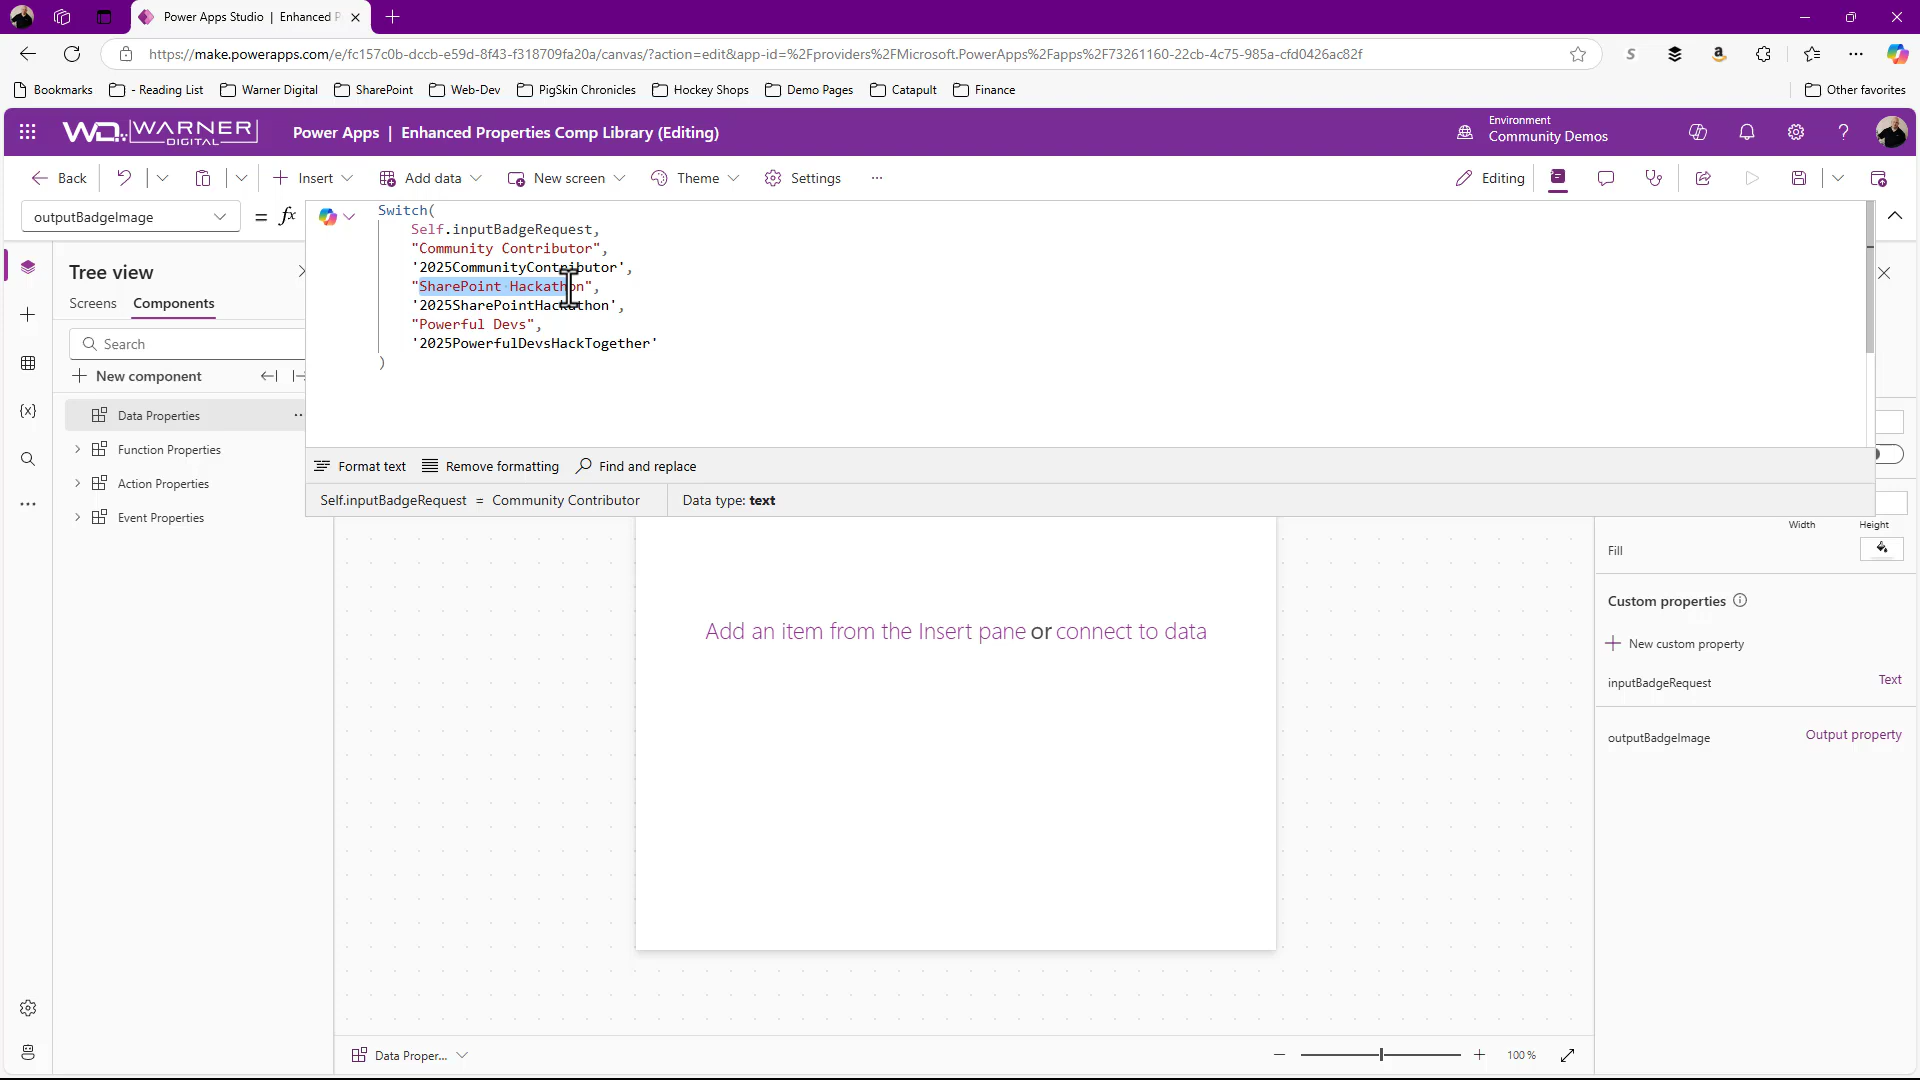 Power Apps Studio | Enhanced P
https://make.powerapps.com/e/fc157c0b-dccb-e59d-8f43-f318709fa20a/canvas/?action=edit&app-id=%2Fproviders%2FMicrosoft.PowerApps%2Fapps%2F73261160-22cb-4c75-985a-cfd0426ac82f
Bookmarks - Reading List Warner Digital SharePoint Web-Dev PigSkin Chronicles Hockey Shops Demo Pages Catapult Finance Other favorites
WARNER DIGITAL Power Apps | Enhanced Properties Comp Library (Editing)
Environment
Community Demos
Back Insert Add data New screen Theme Settings ··· Editing
outputBadgeImage = fx
Switch(
Self.inputBadgeRequest,
"Community Contributor",
'2025CommunityContributor',
"SharePoint Hackathon",
'2025SharePointHackathon',
"Powerful Devs",
'2025PowerfulDevsHackTogether'
)
Format text Remove formatting Find and replace
Self.inputBadgeRequest = Community Contributor Data type: text
Tree view
Screens Components
Search
New component
Data Properties
Function Properties
Action Properties
Event Properties
Add an item from the Insert pane or connect to data
Width Height
Fill
Custom properties
New custom property
inputBadgeRequest Text
outputBadgeImage Output property
Data Proper... 100 %